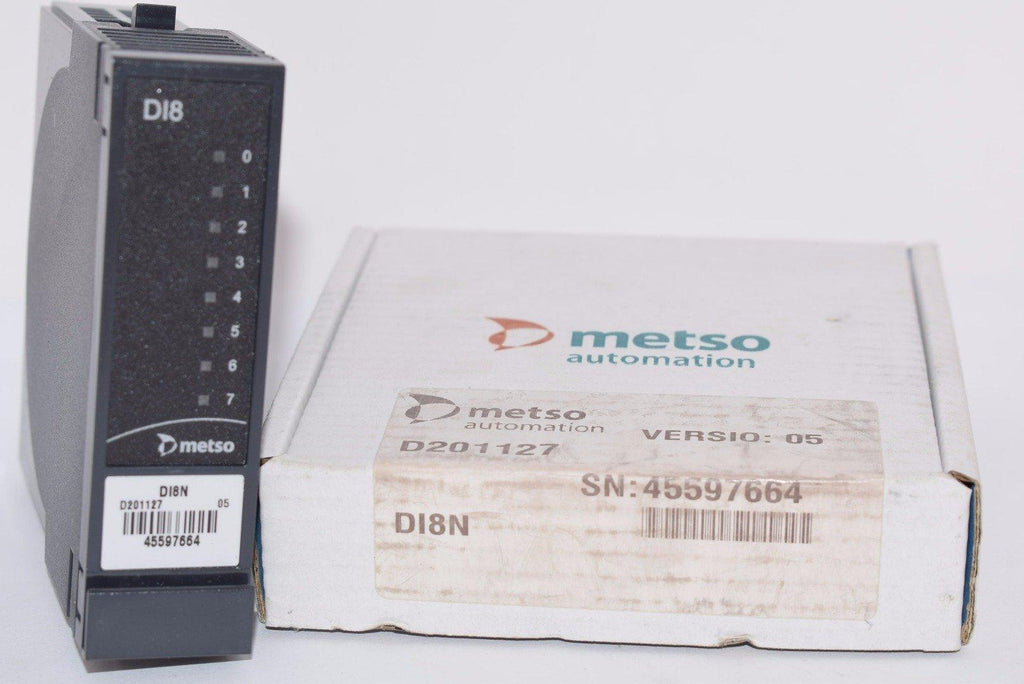 DI8
0
1
2
3
4
5
6
7
metso
DI8N
D201127 05
45597664
metso
automation
metso
automation
VERSIO: 05
D201127
SN:45597664
DI8N